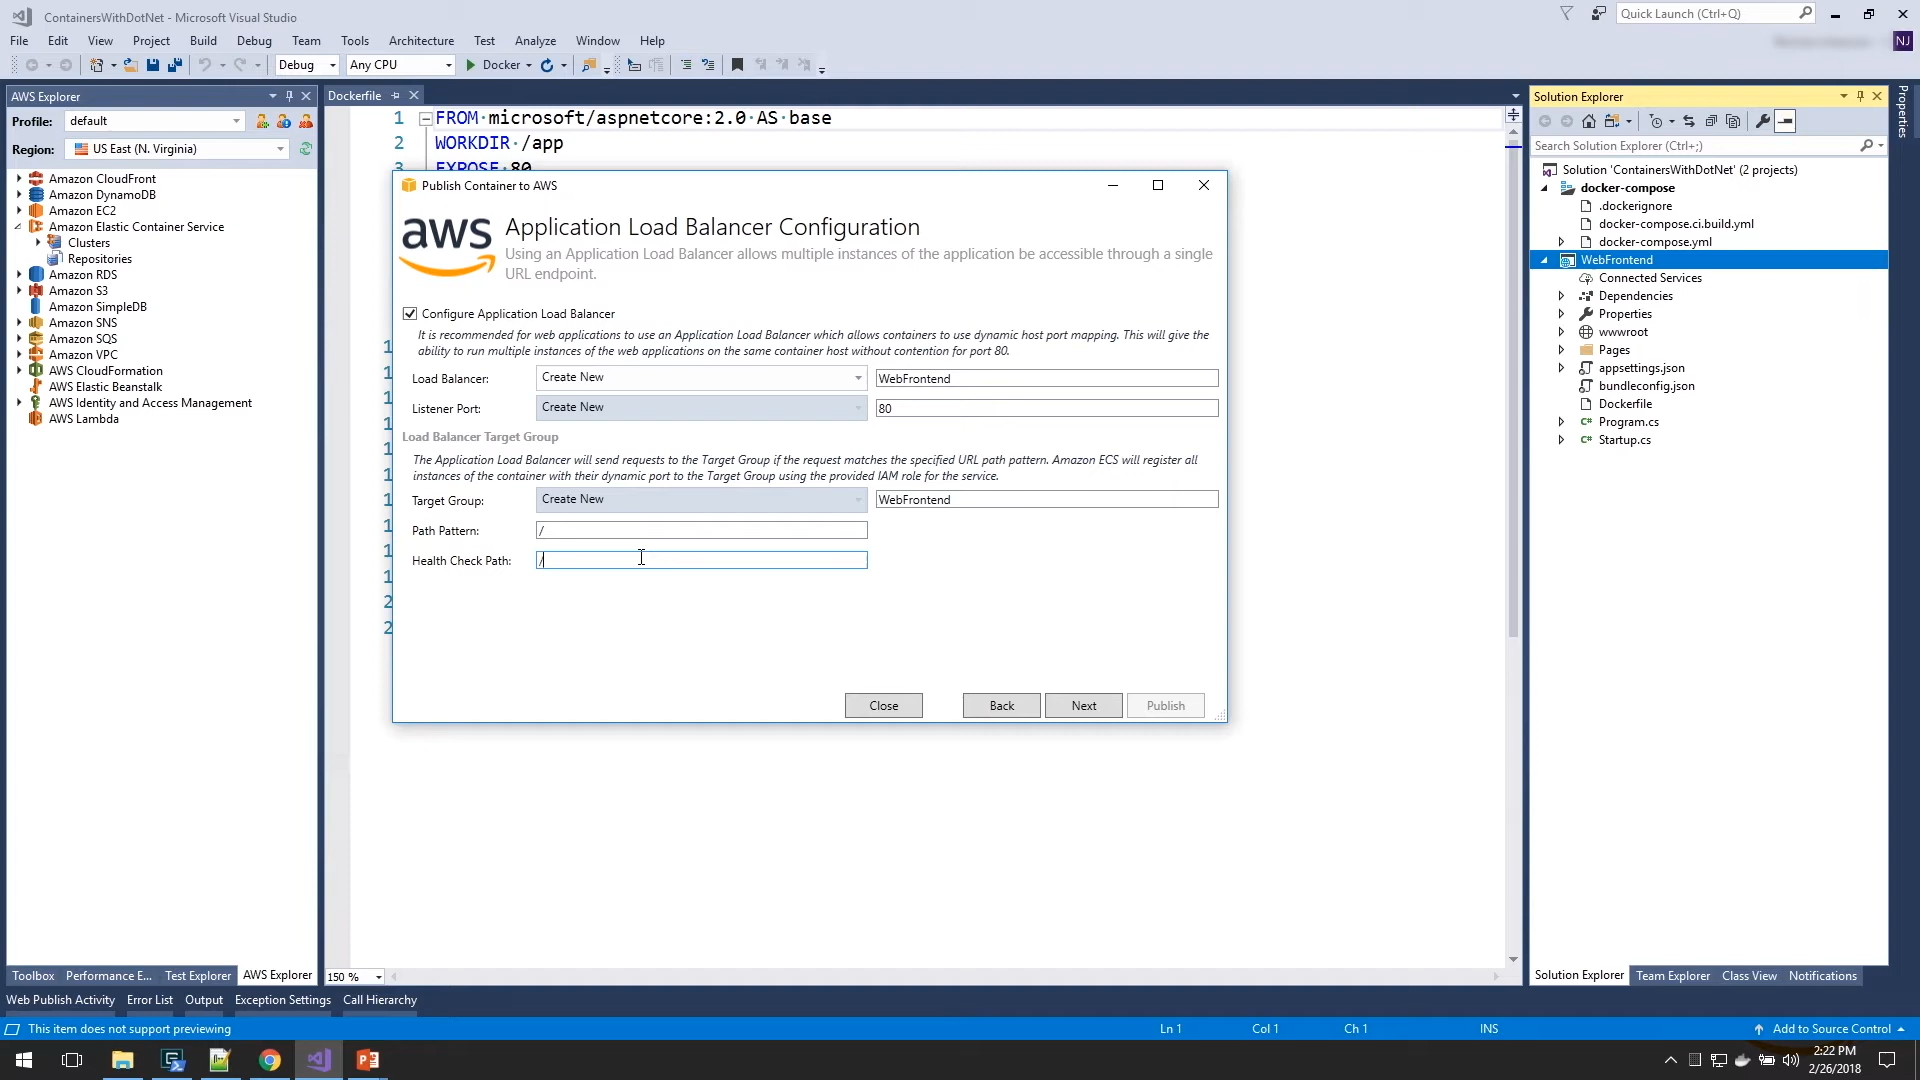 ContainersWithDotNet - Microsoft Visual Studio
Quick Launch (Ctrl+Q)
File Edit View Project Build Debug Team Tools Architecture Test Analyze Window Help
NJ
Debug Any CPU Docker
AWS Explorer
Profile: default
Region: US East (N. Virginia)
Amazon CloudFront
Amazon DynamoDB
Amazon EC2
Amazon Elastic Container Service
Clusters
Repositories
Amazon RDS
Amazon S3
Amazon SimpleDB
Amazon SNS
Amazon SQS
Amazon VPC
AWS CloudFormation
AWS Elastic Beanstalk
AWS Identity and Access Management
AWS Lambda
Toolbox Performance E... Test Explorer AWS Explorer
Dockerfile
1 FROM microsoft/aspnetcore:2.0 AS base
2 WORKDIR /app
3 EXPOSE 80
Publish Container to AWS
aws
Application Load Balancer Configuration
Using an Application Load Balancer allows multiple instances of the application be accessible through a single
URL endpoint.
Configure Application Load Balancer
It is recommended for web applications to use an Application Load Balancer which allows containers to use dynamic host port mapping. This will give the
ability to run multiple instances of the web applications on the same container host without contention for port 80.
Load Balancer: Create New WebFrontend
Listener Port: Create New 80
Load Balancer Target Group
The Application Load Balancer will send requests to the Target Group if the request matches the specified URL path pattern. Amazon ECS will register all
instances of the container with their dynamic port to the Target Group using the provided IAM role for the service.
Target Group: Create New WebFrontend
Path Pattern: /
Health Check Path: /
Close Back Next Publish
150 %
Solution Explorer
Search Solution Explorer (Ctrl+;)
Solution 'ContainersWithDotNet' (2 projects)
docker-compose
.dockerignore
docker-compose.ci.build.yml
docker-compose.yml
WebFrontend
Connected Services
Dependencies
Properties
wwwroot
Pages
appsettings.json
bundleconfig.json
Dockerfile
Program.cs
Startup.cs
Solution Explorer Team Explorer Class View Notifications
Properties
Web Publish Activity Error List Output Exception Settings Call Hierarchy
This item does not support previewing Ln 1 Col 1 Ch 1 INS Add to Source Control
2:22 PM
2/26/2018